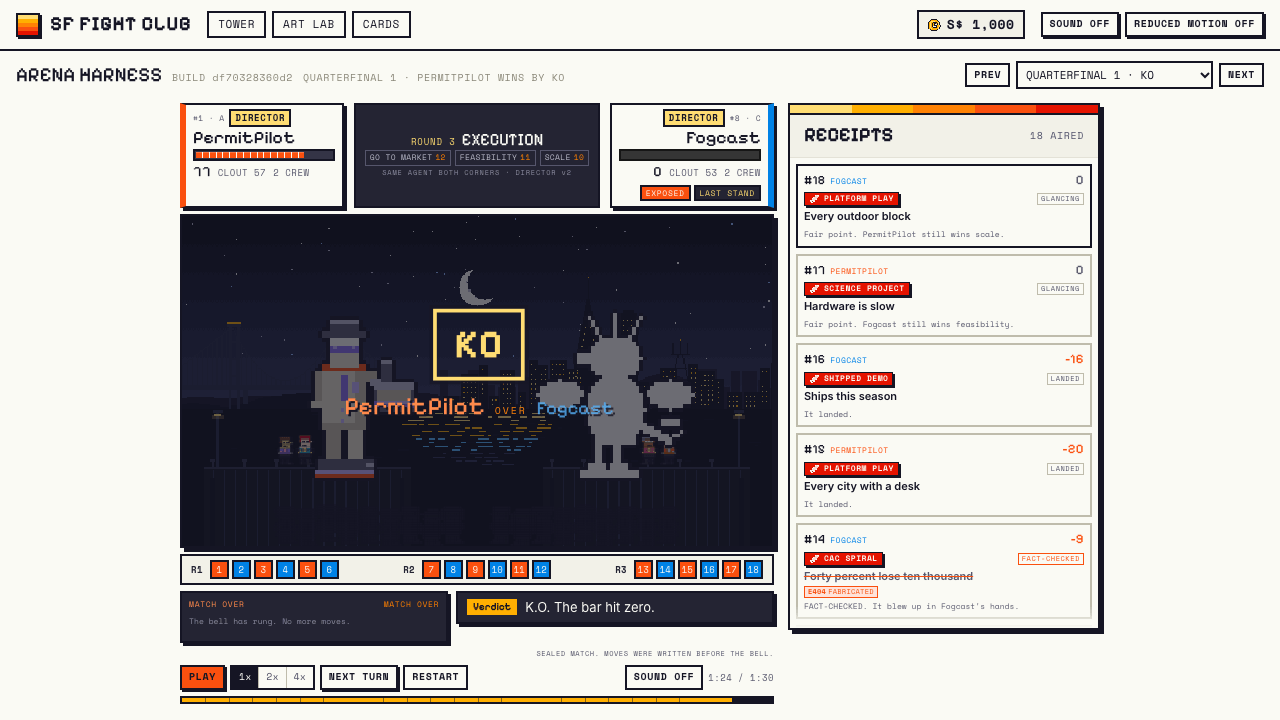 SF FIGHT CLUB
TOWER
ART LAB
CARDS
S$ 1,000
SOUND OFF
REDUCED MOTION OFF
ARENA HARNESS
BUILD df70328360d2
QUARTERFINAL 1 · PERMITPILOT WINS BY KO
PREV
QUARTERFINAL 1 · KO
NEXT
#1 · A
DIRECTOR
PermitPilot
77 CLOUT 57 2 CREW
ROUND 3 EXECUTION
GO TO MARKET 12
FEASIBILITY 11
SCALE 10
SAME AGENT BOTH CORNERS · DIRECTOR v2
DIRECTOR
#8 · C
Fogcast
0 CLOUT 53 2 CREW
EXPOSED
LAST STAND
KO
PermitPilot OVER Fogcast
R1 1 2 3 4 5 6
R2 7 8 9 10 11 12
R3 13 14 15 16 17 18
MATCH OVER
MATCH OVER
The bell has rung. No more moves.
Verdict
K.O. The bar hit zero.
SEALED MATCH. MOVES WERE WRITTEN BEFORE THE BELL.
PLAY
1x
2x
4x
NEXT TURN
RESTART
SOUND OFF
1:24 / 1:30
RECEIPTS
18 AIRED
#18 FOGCAST
0
PLATFORM PLAY
GLANCING
Every outdoor block
Fair point. PermitPilot still wins scale.
#17 PERMITPILOT
0
SCIENCE PROJECT
GLANCING
Hardware is slow
Fair point. Fogcast still wins feasibility.
#16 FOGCAST
-16
SHIPPED DEMO
LANDED
Ships this season
It landed.
#15 PERMITPILOT
-20
PLATFORM PLAY
LANDED
Every city with a desk
It landed.
#14 FOGCAST
-9
CAC SPIRAL
FACT-CHECKED
Forty percent lose ten thousand
E404 FABRICATED
FACT-CHECKED. It blew up in Fogcast's hands.